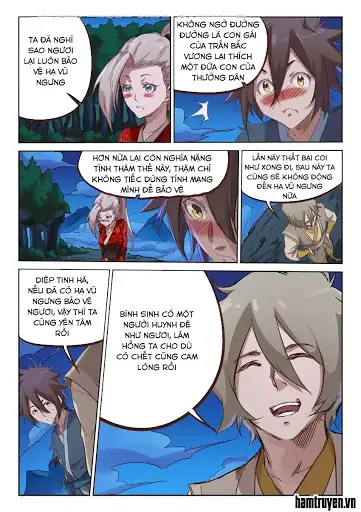 TA ĐÃ NGHĨ
SAO NGƯƠI
LẠI LUÔN BẢO
VỆ HẠ VŨ
NGƯNG
KHÔNG NGỜ ĐƯỜNG
ĐƯỜNG LÀ CON GÁI
CỦA TRẤN BẮC
VƯƠNG LẠI THÍCH
MỘT ĐỨA CON CỦA
THƯỜNG DÂN
HƠN NỮA LẠI CÒN NGHĨA NẶNG
TÌNH THÂM THẾ NÀY, THẬM CHÍ
KHÔNG TIẾC DÙNG TÍNH MẠNG
MÌNH ĐỂ BẢO VỆ
LẦN NÀY THẤT BẠI COI
NHƯ XONG ĐI, SAU NÀY TA
CŨNG SẼ KHÔNG ĐỘNG
ĐẾN HẠ VŨ NGƯNG
NỮA
DIỆP TINH HÀ,
NẾU ĐÃ CÓ HẠ VŨ
NGƯNG BẢO VỆ
NGƯƠI, VẬY THÌ TA
CŨNG YÊN TÂM
RỒI
BÌNH SINH CÓ MỘT
NGƯỜI HUYNH ĐỆ
NHƯ NGƯƠI, LÂM
HỒNG TA CHO DÙ
CÓ CHẾT CŨNG CAM
LÒNG RỒI
hamtruyen.vn